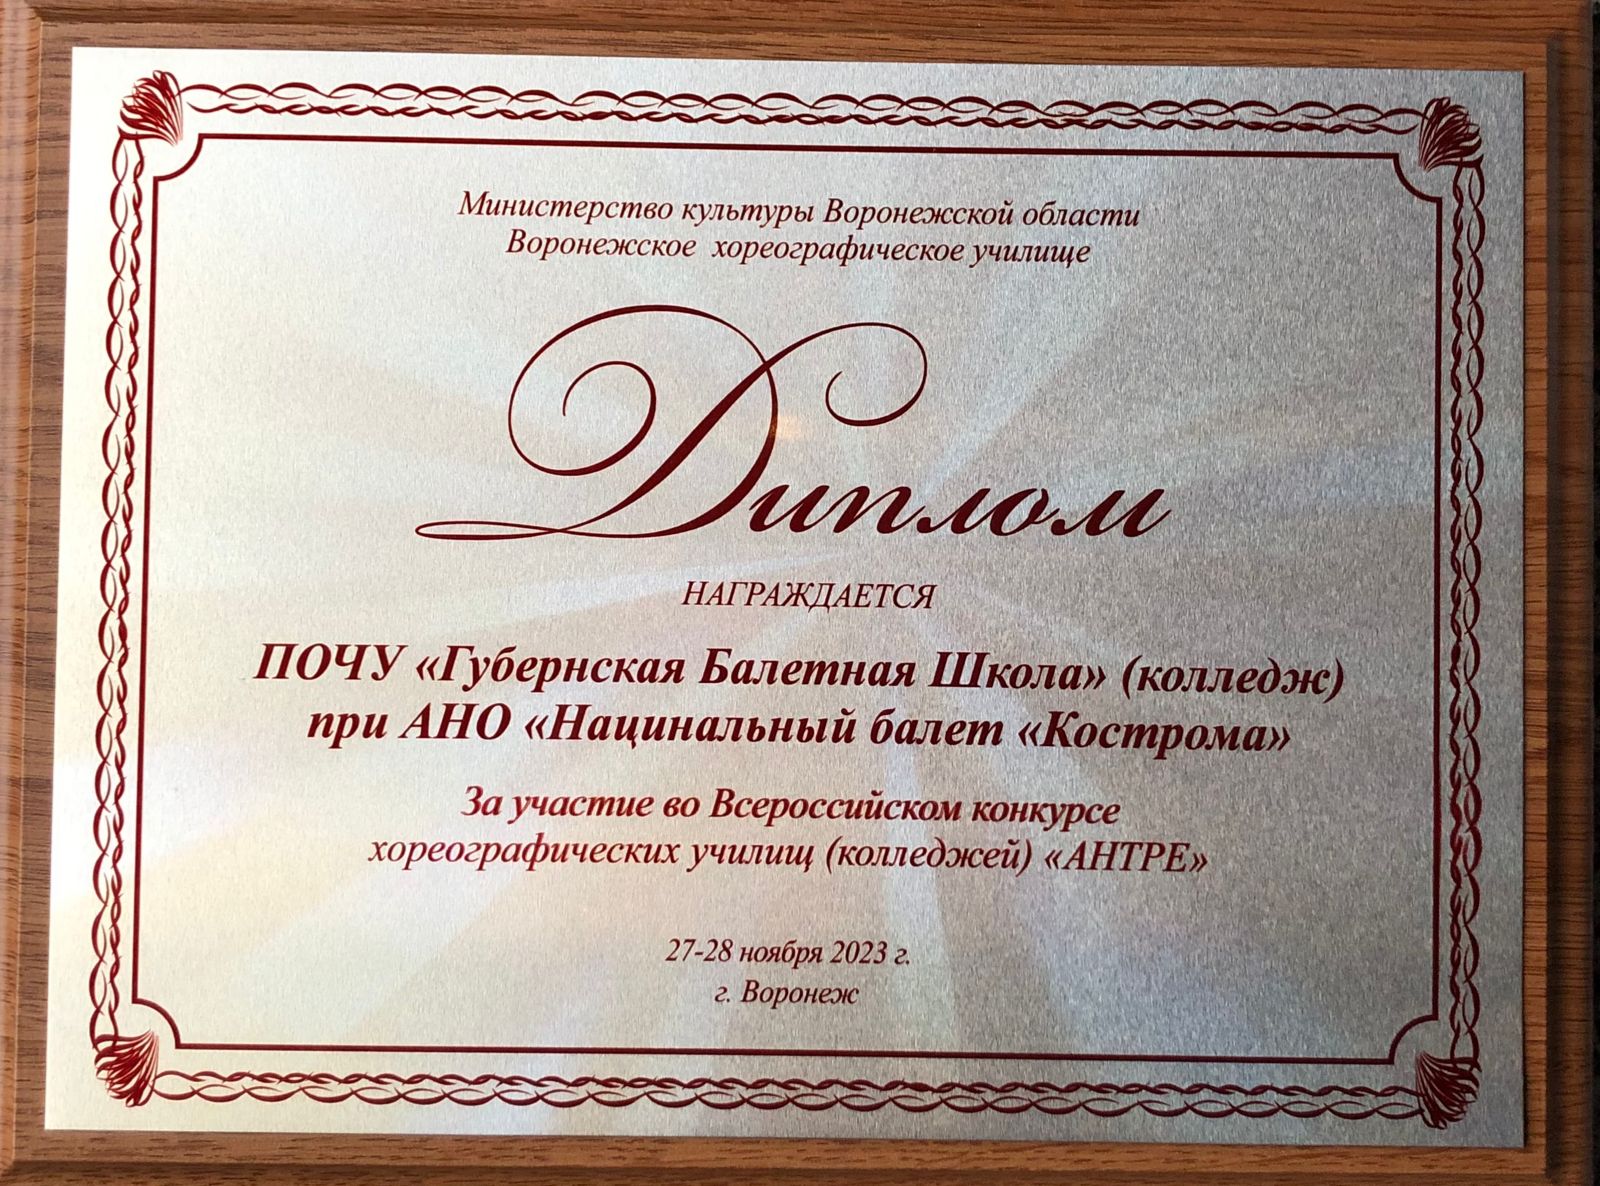 Министерство культуры Воронежской области
Воронежское хореографическое училище
Диплом
НАГРАЖДАЕТСЯ
ПОЧУ «Губернская Балетная Школа» (колледж)
при АНО «Нацинальный балет «Кострома»
За участие во Всероссийском конкурсе
хореографических училищ (колледжей) «АНТРЕ»
27-28 ноября 2023 г.
г. Воронеж